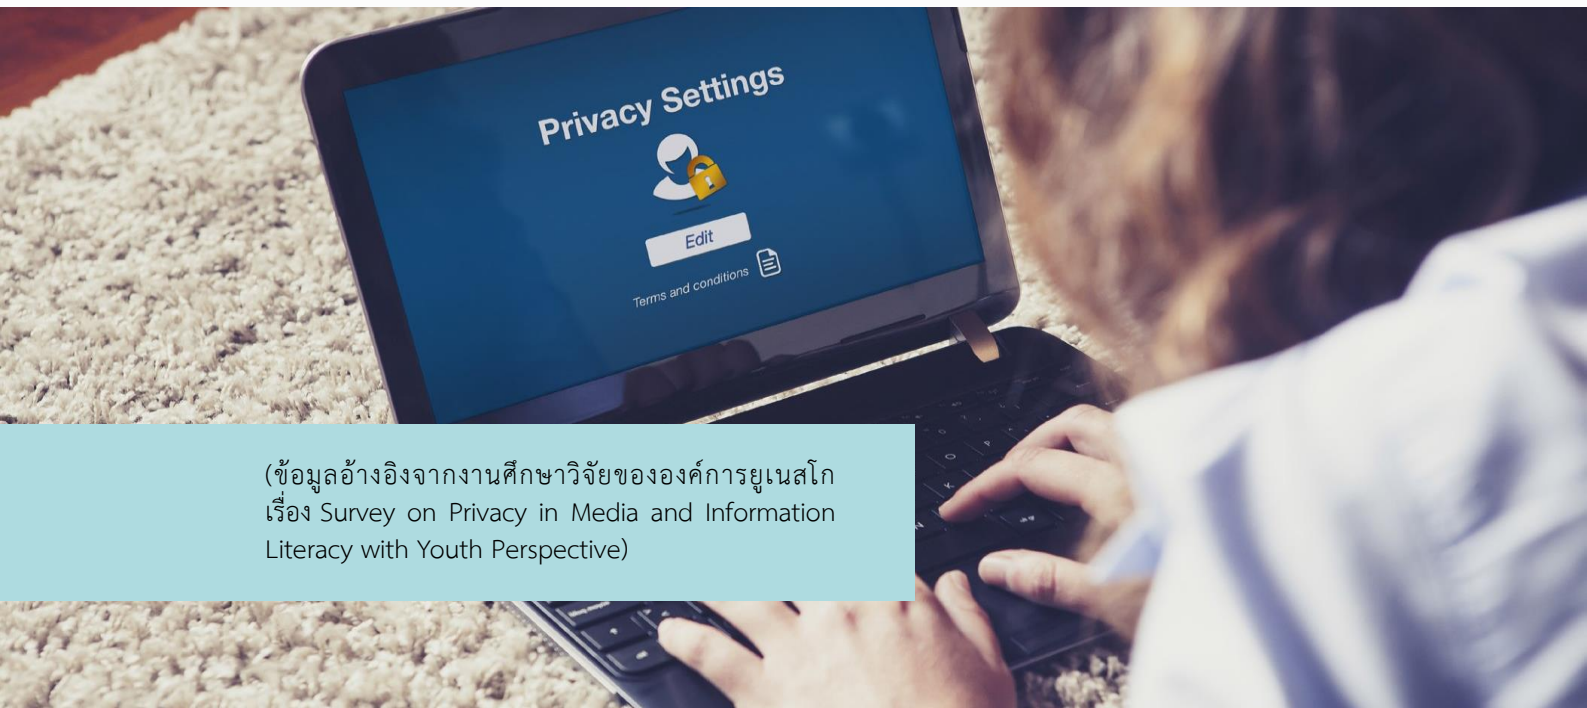 Privacy Settings
Edit
Terms and conditions
(ข้อมูลอ้างอิงจากงานศึกษาวิจัยขององค์การยูเนสโก
เรื่อง Survey on Privacy in Media and Information
Literacy with Youth Perspective)